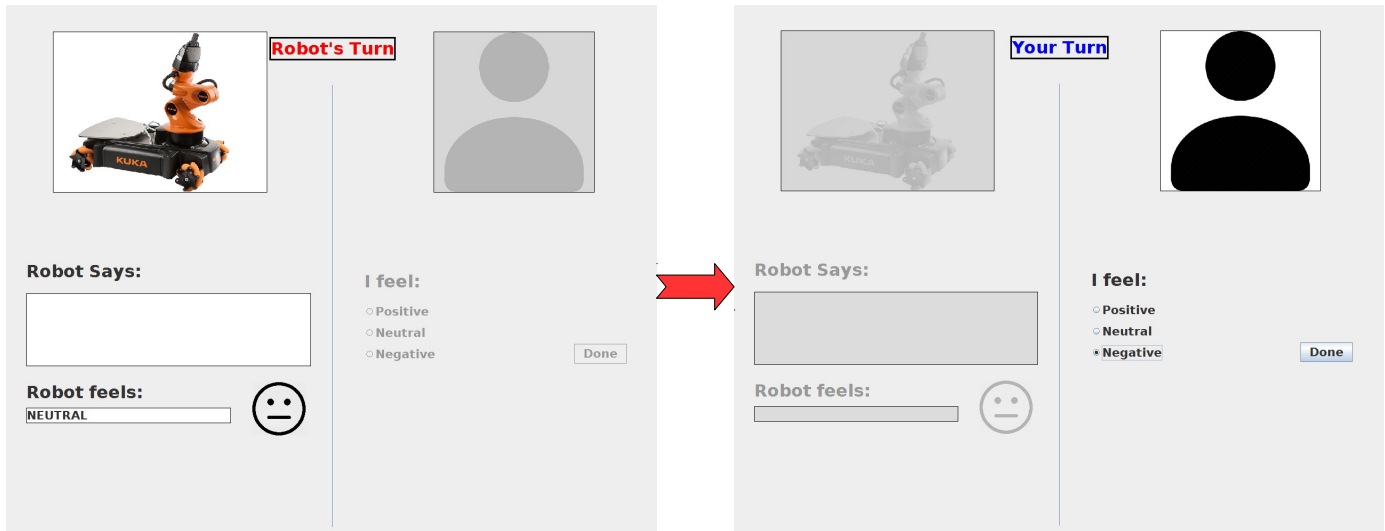 Robot's Turn
KUKA
Robot Says:
I feel:
Positive
Neutral
Negative
Done
Robot feels:
NEUTRAL
Your Turn
KUKA
Robot Says:
I feel:
Positive
Neutral
Negative
Done
Robot feels: